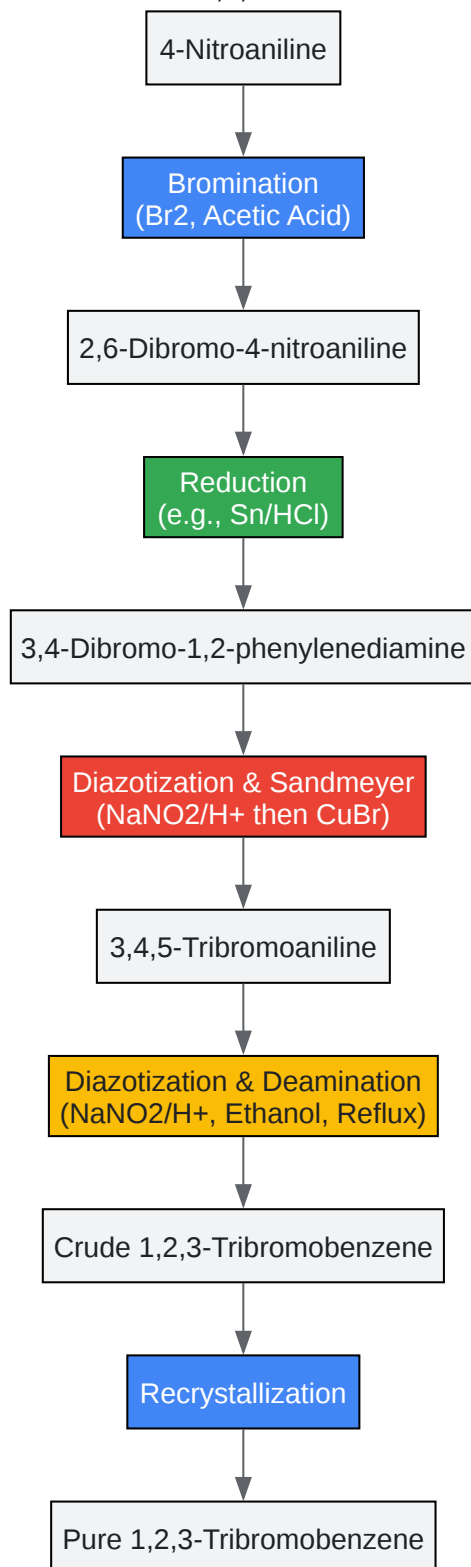 4-Nitroaniline
Bromination
(Br2, Acetic Acid)
2,6-Dibromo-4-nitroaniline
Reduction
(e.g., Sn/HCl)
3,4-Dibromo-1,2-phenylenediamine
Diazotization & Sandmeyer
(NaNO2/H+ then CuBr)
3,4,5-Tribromoaniline
Diazotization & Deamination
(NaNO2/H+, Ethanol, Reflux)
Crude 1,2,3-Tribromobenzene
Recrystallization
Pure 1,2,3-Tribromobenzene